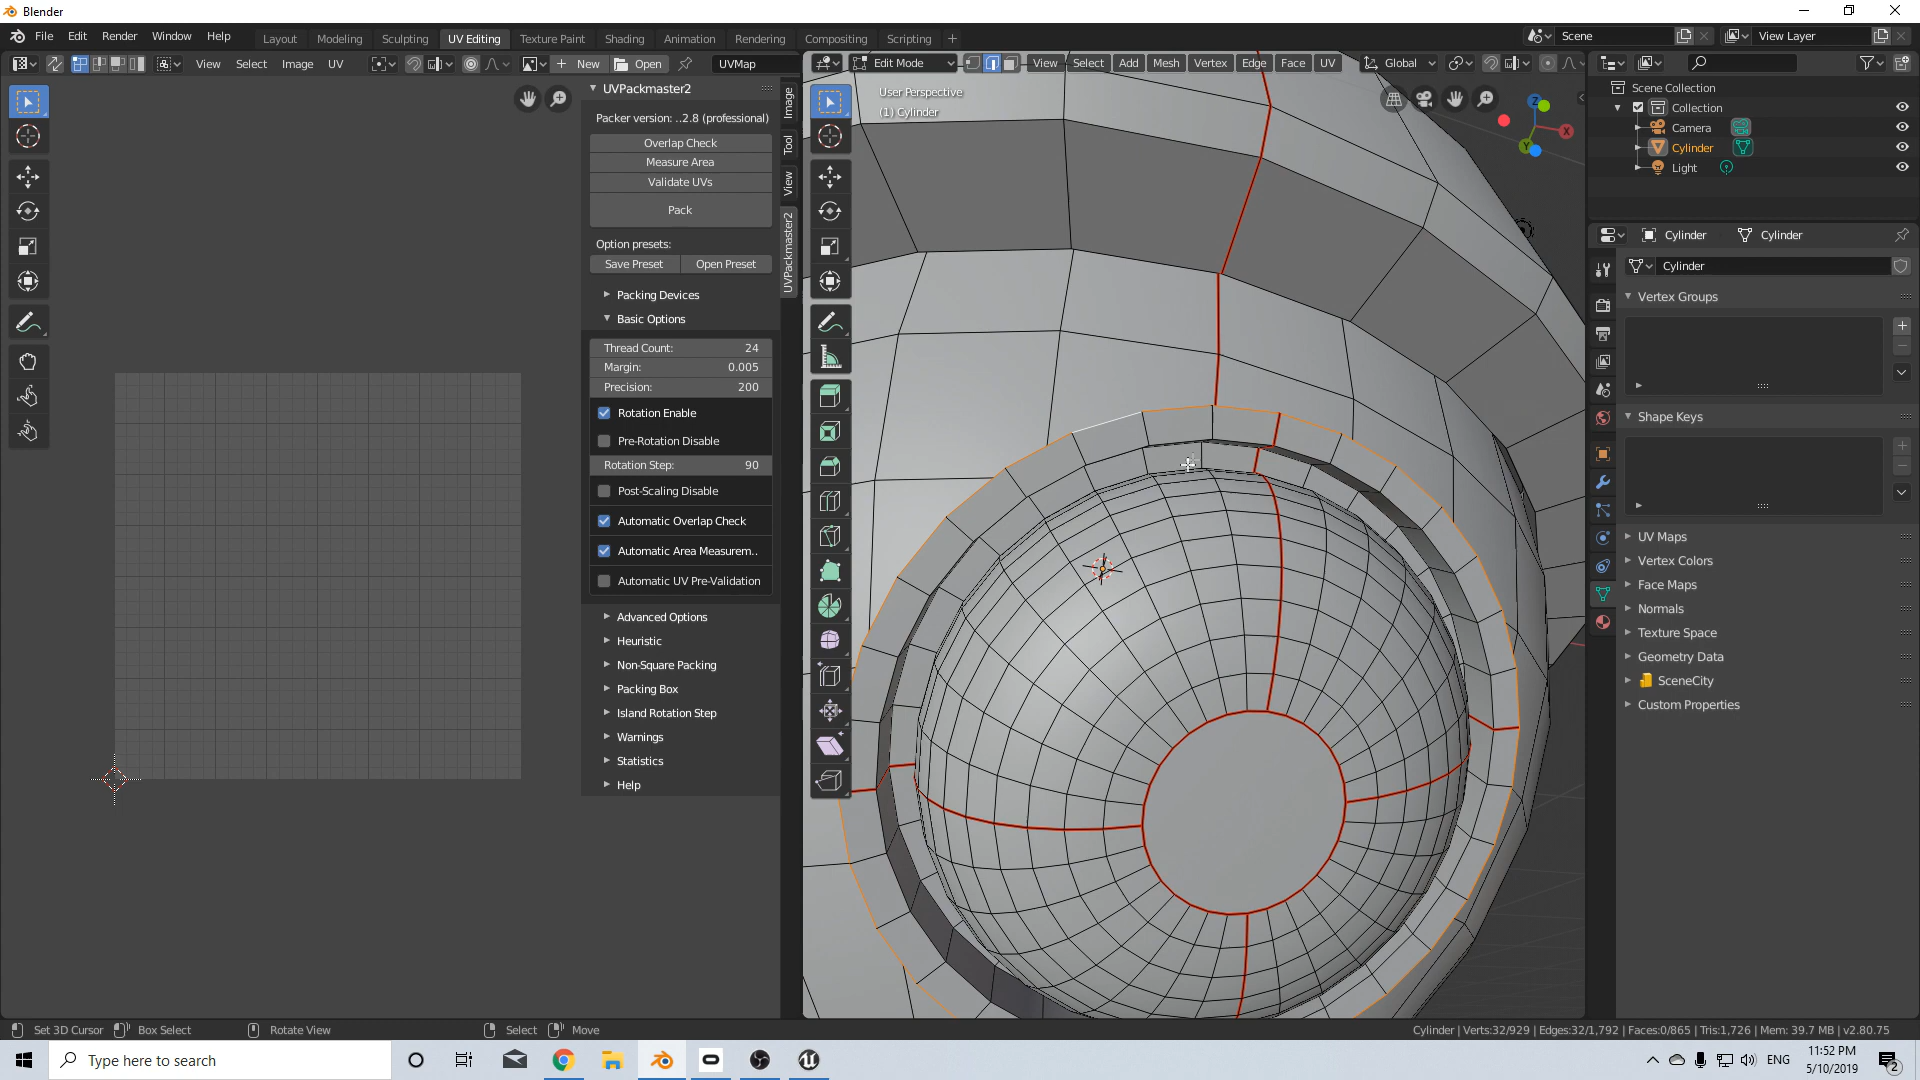 Blender
File Edit Render Window Help
Layout Modeling Sculpting UV Editing Texture Paint Shading Animation Rendering Compositing Scripting +
Scene View Layer
View Select Image UV
New Open UVMap
Edit Mode View Select Add Mesh Vertex Edge Face UV Global
UVPackmaster2
Packer version: ..2.8 (professional)
Overlap Check
Measure Area
Validate UVs
Pack
Option presets:
Save Preset Open Preset
Packing Devices
Basic Options
Thread Count: 24
Margin: 0.005
Precision: 200
Rotation Enable
Pre-Rotation Disable
Rotation Step: 90
Post-Scaling Disable
Automatic Overlap Check
Automatic Area Measurem..
Automatic UV Pre-Validation
Advanced Options
Heuristic
Non-Square Packing
Packing Box
Island Rotation Step
Warnings
Statistics
Help
Image
Tool
View
UVPackmaster2
User Perspective
(1) Cylinder
Z
X
Y
Scene Collection
Collection
Camera
Cylinder
Light
Cylinder Cylinder
Cylinder
Vertex Groups
Shape Keys
UV Maps
Vertex Colors
Face Maps
Normals
Texture Space
Geometry Data
SceneCity
Custom Properties
Set 3D Cursor Box Select Rotate View Select Move
Cylinder | Verts:32/929 | Edges:32/1,792 | Faces:0/865 | Tris:1,726 | Mem: 39.7 MB | v2.80.75
Type here to search
ENG
11:52 PM
5/10/2019
2